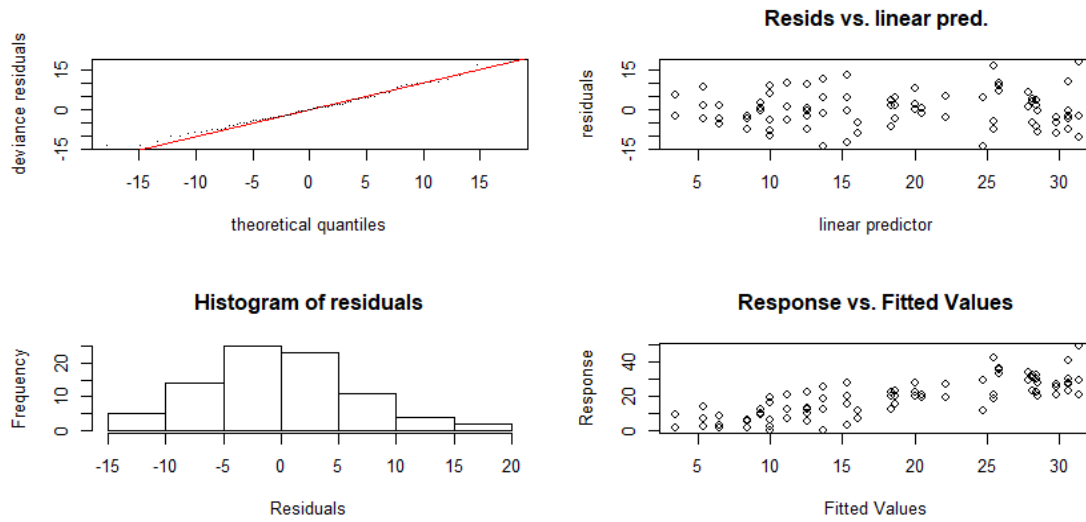 deviance residuals
15
0
-15
-15 -10 -5 0 5 10 15
theoretical quantiles
Resids vs. linear pred.
residuals
15
0
-15
5 10 15 20 25 30
linear predictor
Histogram of residuals
Frequency
20
10
0
-15 -10 -5 0 5 10 15 20
Residuals
Response vs. Fitted Values
Response
40
20
0
5 10 15 20 25 30
Fitted Values